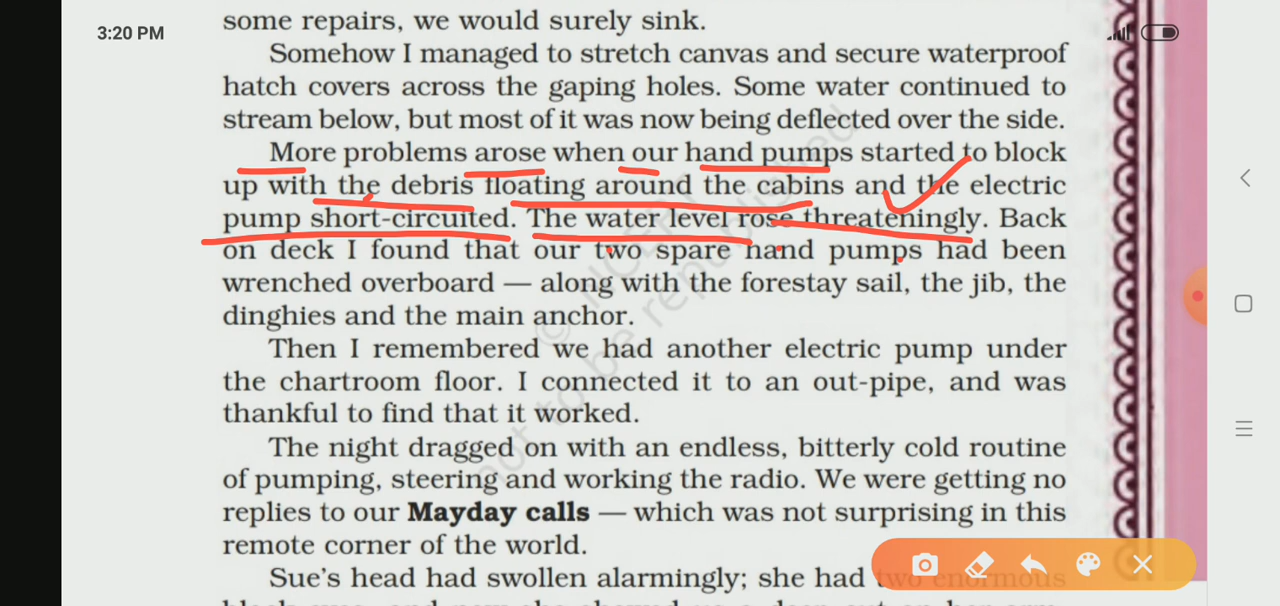 3:20 PM
some repairs, we would surely sink.
Somehow I managed to stretch canvas and secure waterproof
hatch covers across the gaping holes. Some water continued to
stream below, but most of it was now being deflected over the side.
More problems arose when our hand pumps started to block
up with the debris floating around the cabins and the electric
pump short-circuited. The water level rose threateningly. Back
on deck I found that our two spare hand pumps had been
wrenched overboard — along with the forestay sail, the jib, the
dinghies and the main anchor.
Then I remembered we had another electric pump under
the chartroom floor. I connected it to an out-pipe, and was
thankful to find that it worked.
The night dragged on with an endless, bitterly cold routine
of pumping, steering and working the radio. We were getting no
replies to our Mayday calls — which was not surprising in this
remote corner of the world.
Sue's head had swollen alarmingly; she had two enormous
© NCERT
not to be republished